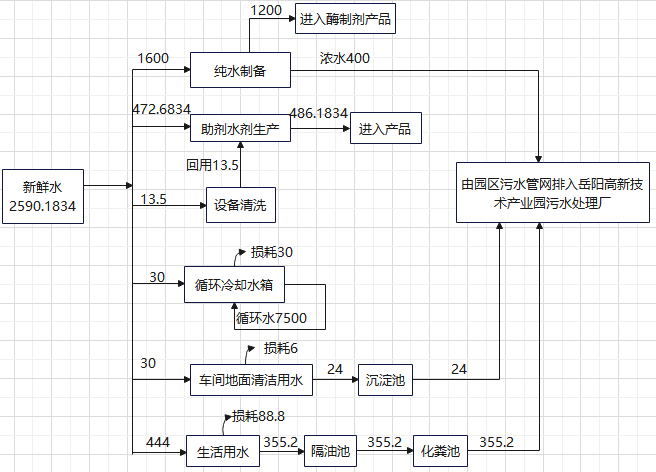 1200
进入酶制剂产品
1600
纯水制备
浓水400
472.6834
助剂水剂生产
486.1834
进入产品
回用13.5
新鲜水
2590.1834
13.5
设备清洗
由园区污水管网排入岳阳高新技
术产业园污水处理厂
损耗30
30
循环冷却水箱
循环水7500
损耗6
30
车间地面清洁用水
24
沉淀池
24
损耗88.8
444
生活用水
355.2
隔油池
355.2
化粪池
355.2